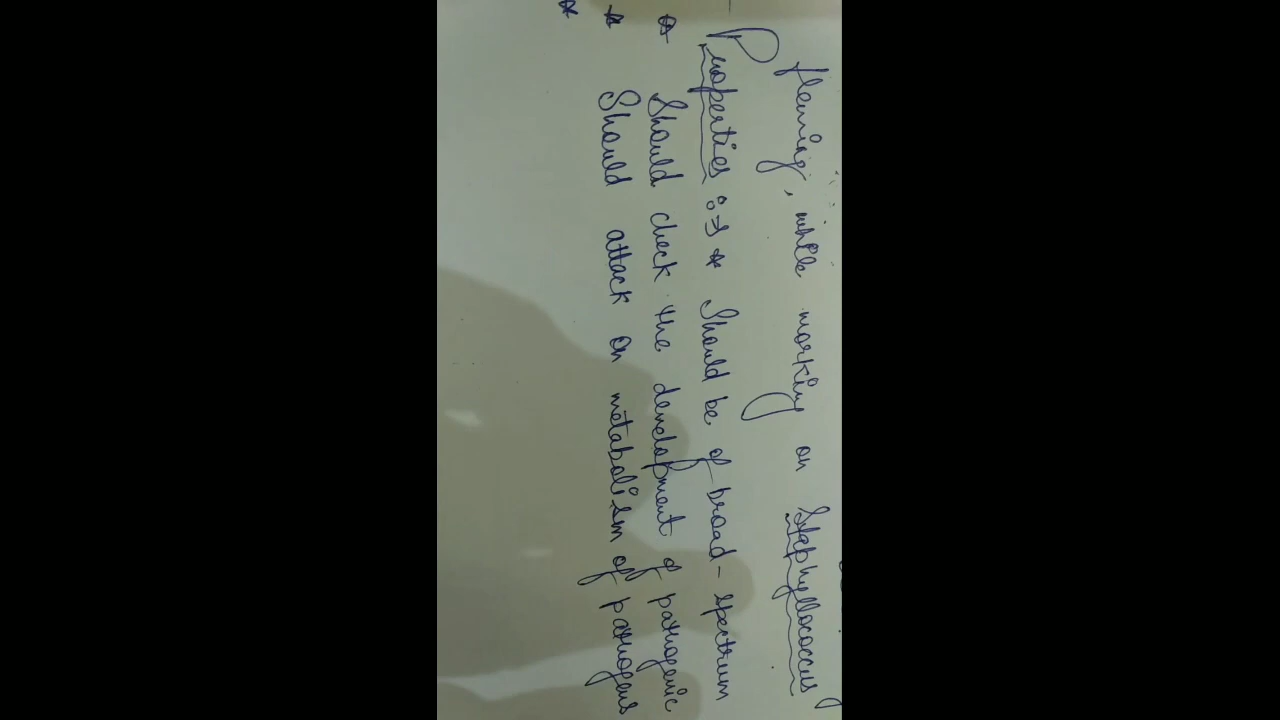 fleming, while working on Staphyllococcus
- Properties :→ * Should be of broad-spectrum
* Should check the development of pathogenic
* Should attack on metabolism of pathogens
*